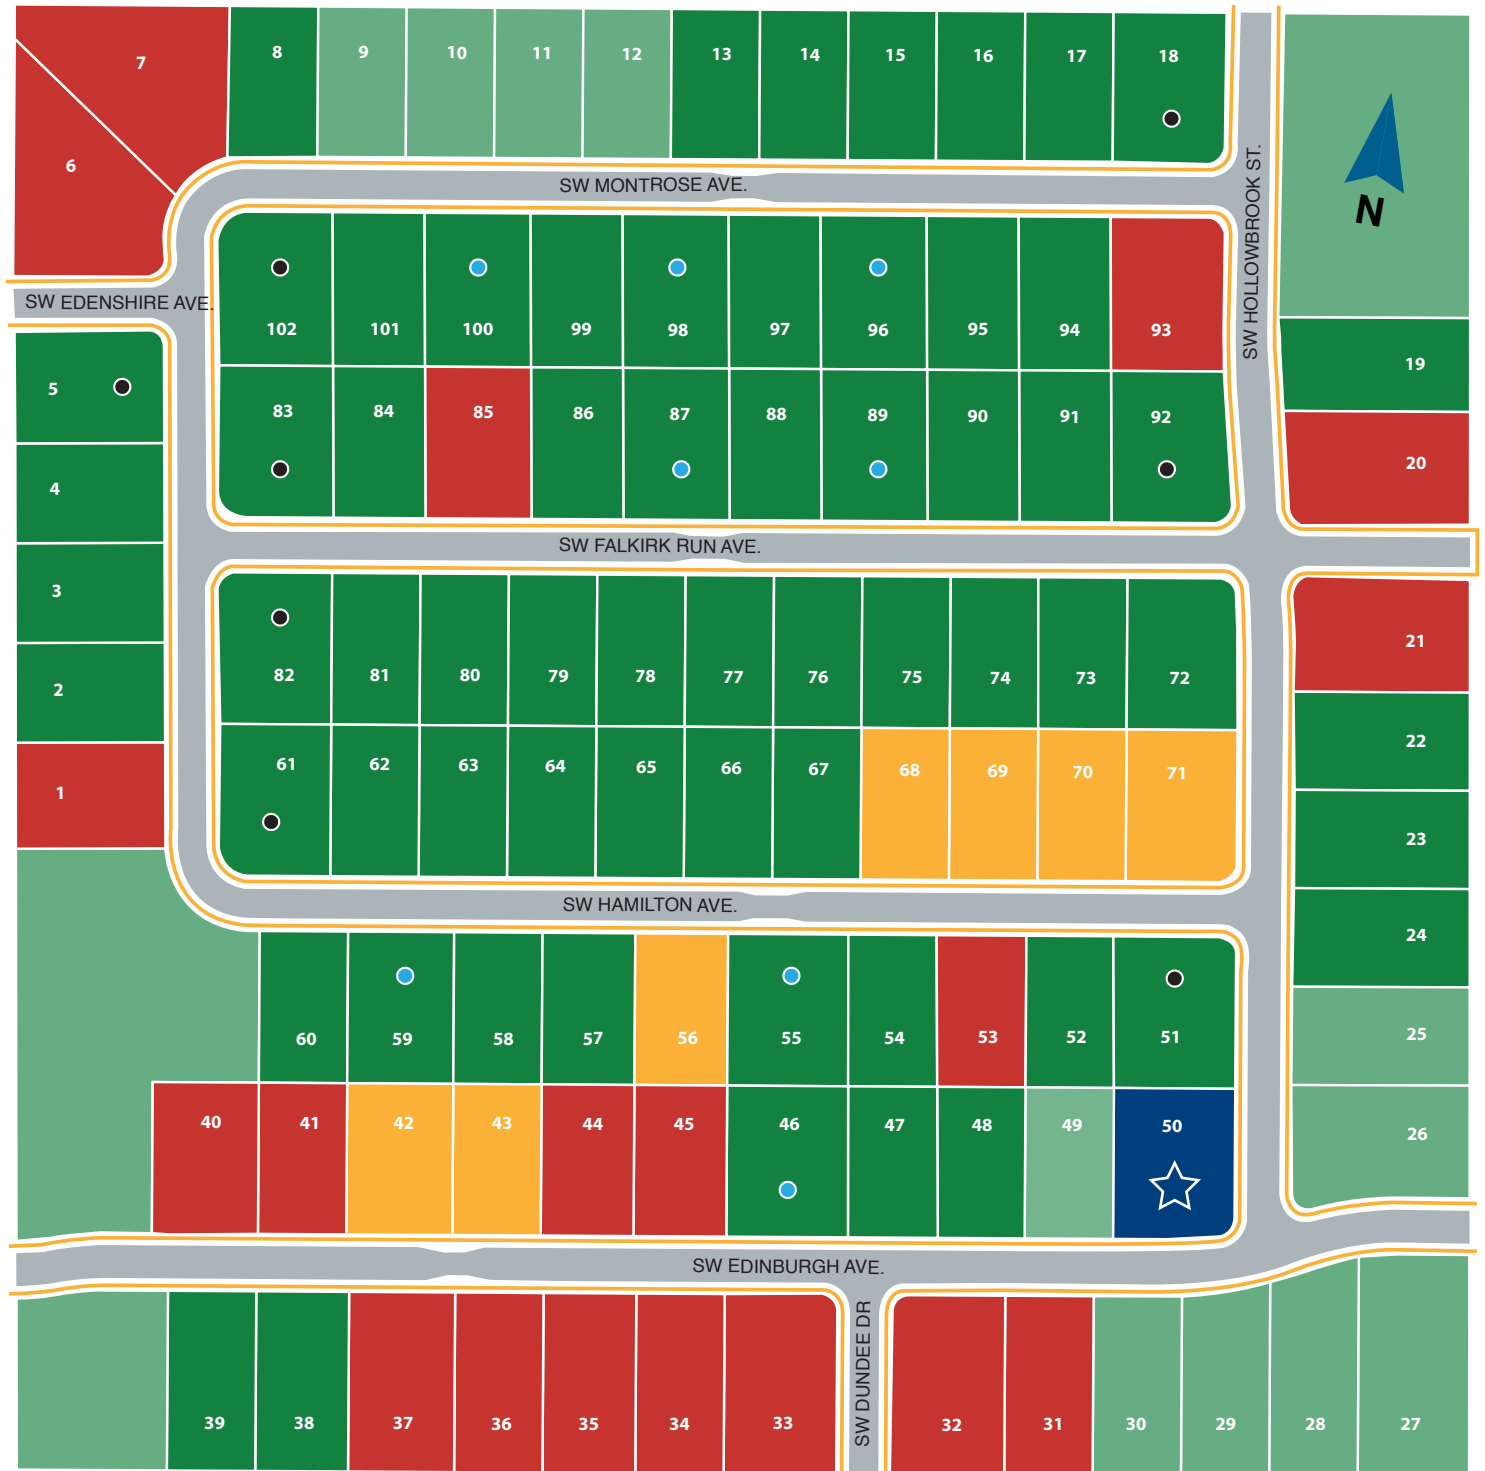 7 8 9 10 11 12 13 14 15 16 17 18
6
SW MONTROSE AVE.
SW HOLLOWBROOK ST.
N
SW EDENSHIRE AVE.
102 101 100 99 98 97 96 95 94 93
19
5 83 84 85 86 87 88 89 90 91 92
20
4
SW FALKIRK RUN AVE.
3
21
2 82 81 80 79 78 77 76 75 74 73 72
22
1 61 62 63 64 65 66 67 68 69 70 71
23
SW HAMILTON AVE.
24
60 59 58 57 56 55 54 53 52 51
25
40 41 42 43 44 45 46 47 48 49 50
26
SW EDINBURGH AVE.
SW DUNDEE DR
39 38 37 36 35 34 33 32 31 30 29 28 27